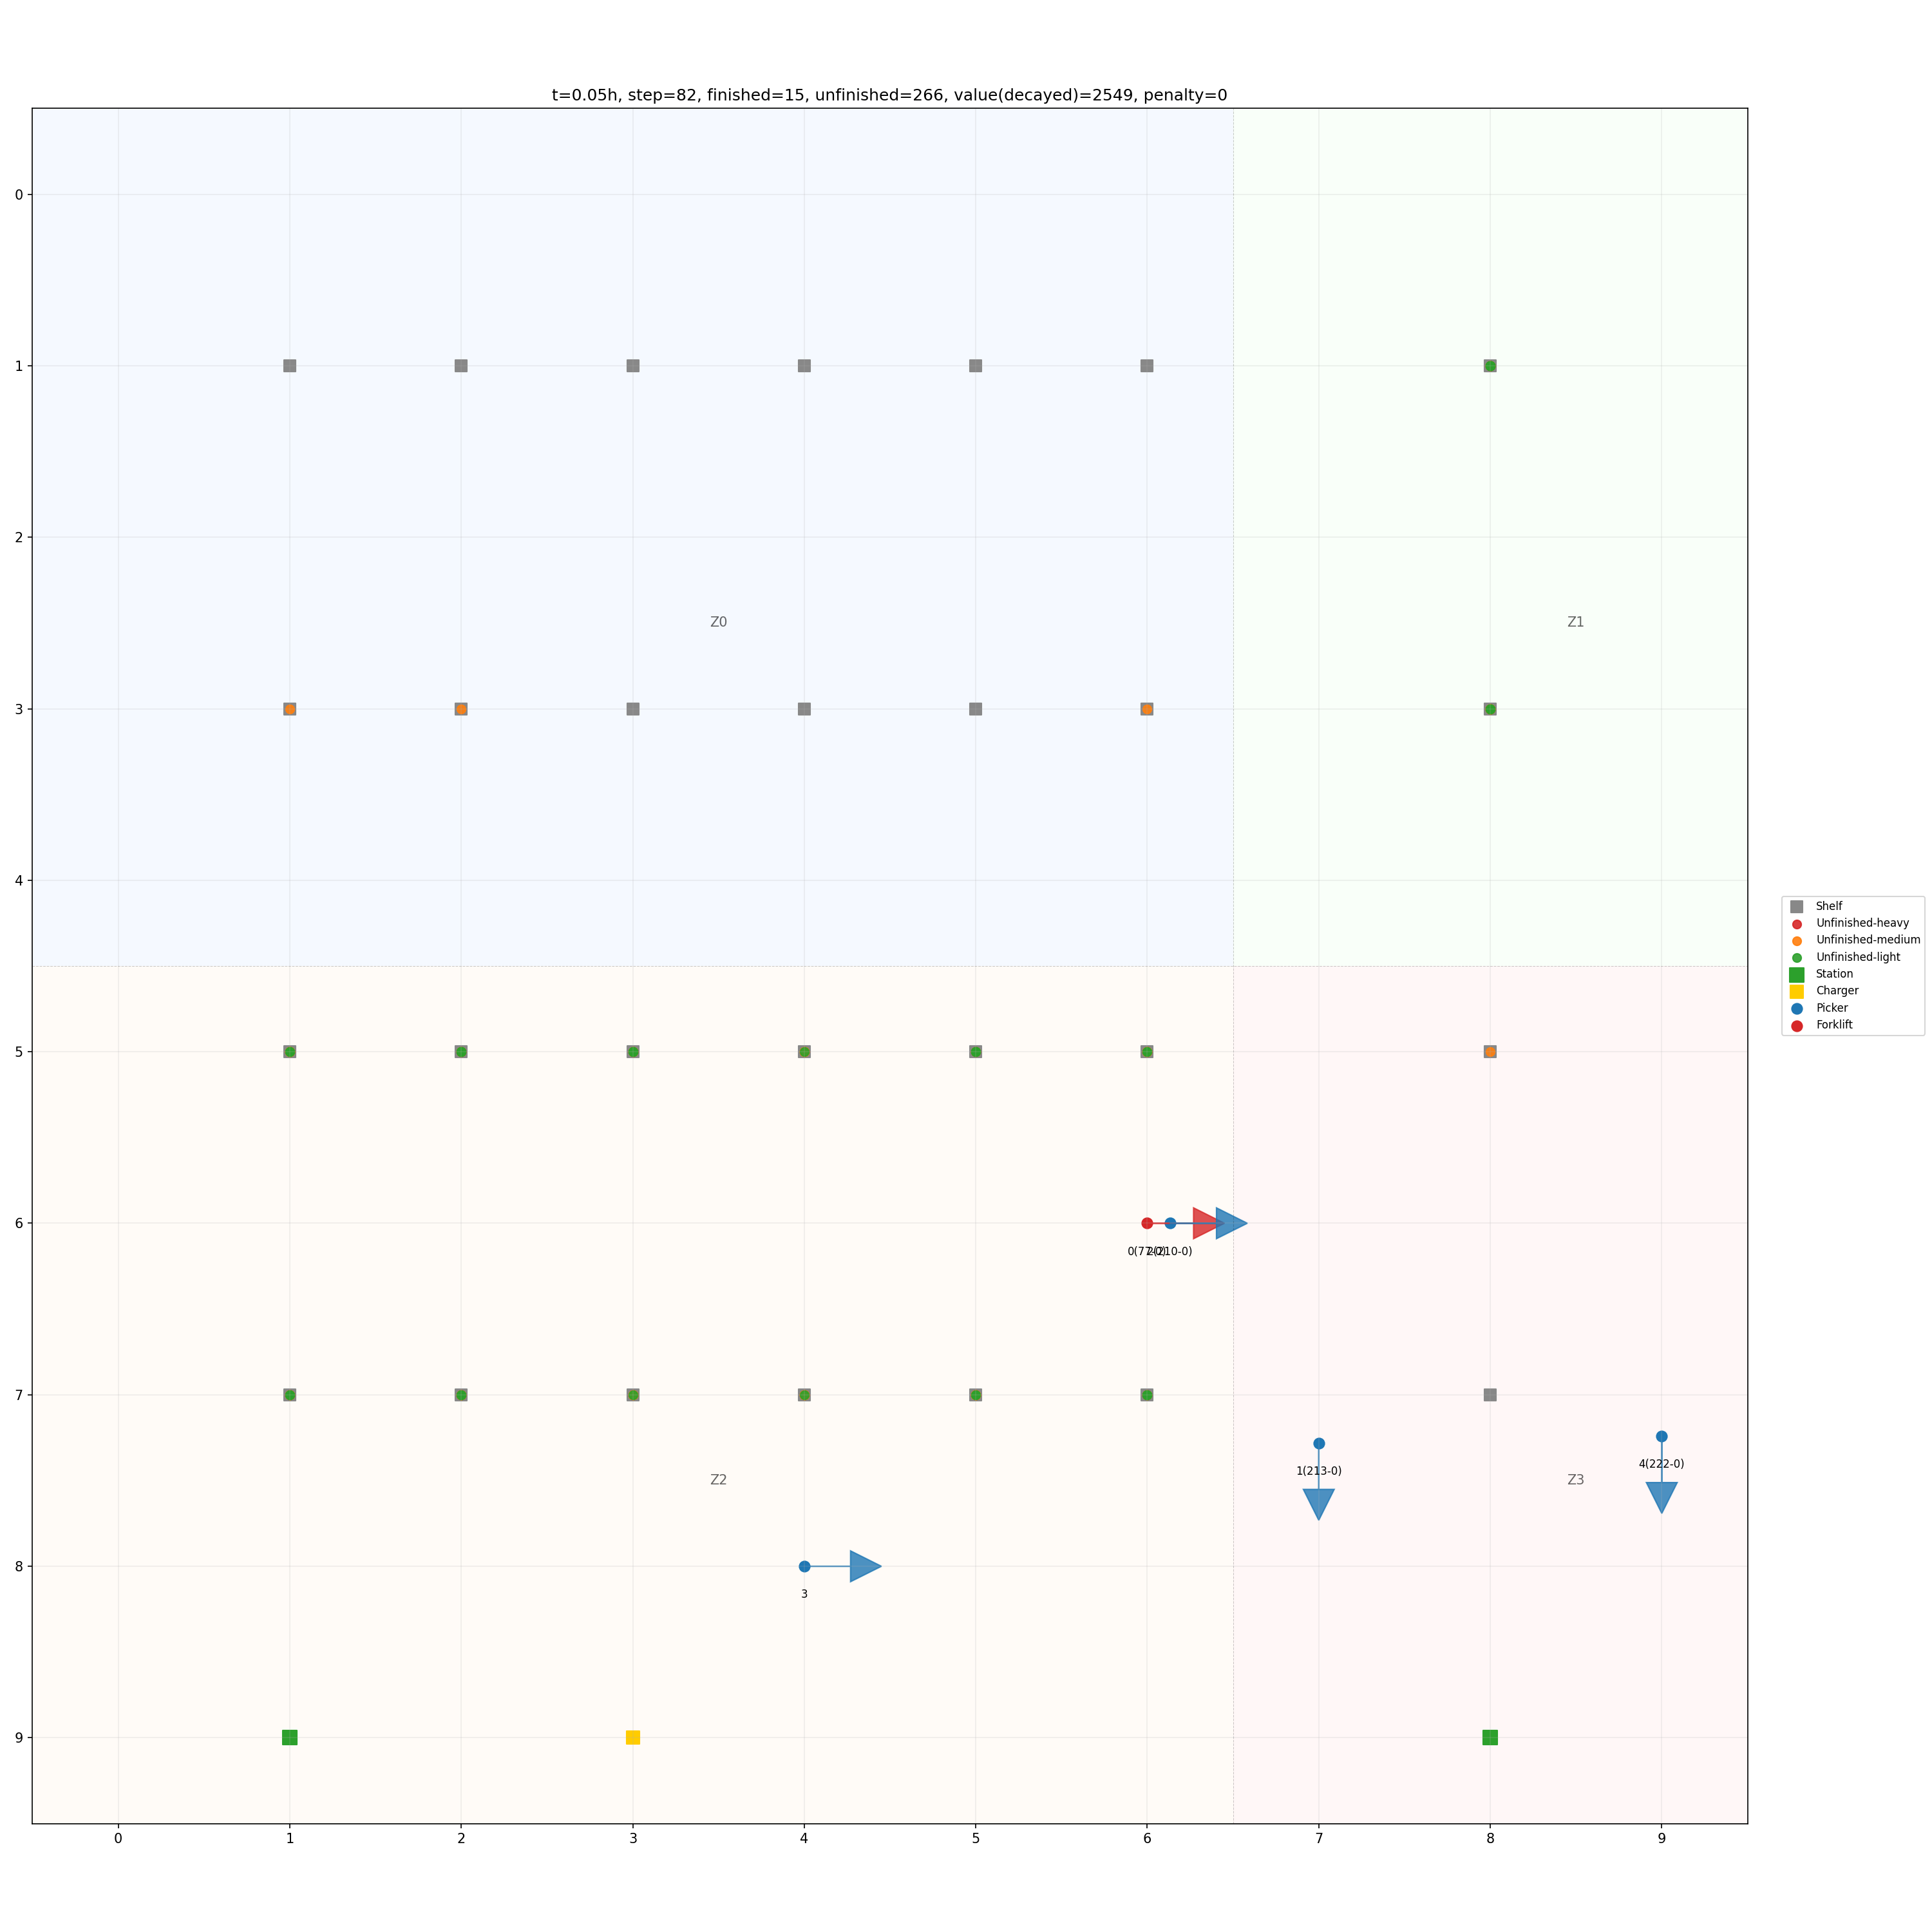 t=0.05h, step=82, finished=15, unfinished=266, value(decayed)=2549, penalty=0
0
1
2
Z0
Z1
3
4
Shelf
Unfinished-heavy
Unfinished-medium
Unfinished-light
Station
Charger
Picker
Forklift
5
6
7
1(213-0)
4(222-0)
Z2
Z3
8
3
9
0 1 2 3 4 5 6 7 8 9